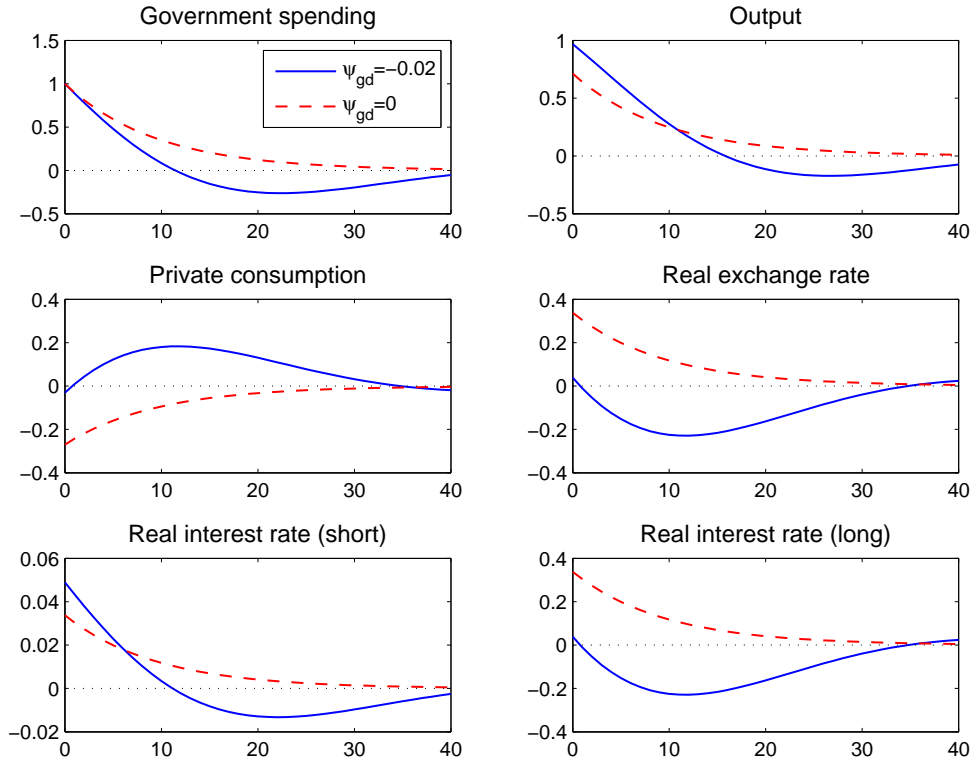 Government spending
1.5
1
0.5
0
−0.5
0 10 20 30 40
ψgd=−0.02
ψgd=0
Output
1
0.5
0
−0.5
0 10 20 30 40
Private consumption
0.4
0.2
0
−0.2
−0.4
0 10 20 30 40
Real exchange rate
0.4
0.2
0
−0.2
−0.4
0 10 20 30 40
Real interest rate (short)
0.06
0.04
0.02
0
−0.02
0 10 20 30 40
Real interest rate (long)
0.4
0.2
0
−0.2
0.4
0 10 20 30 40